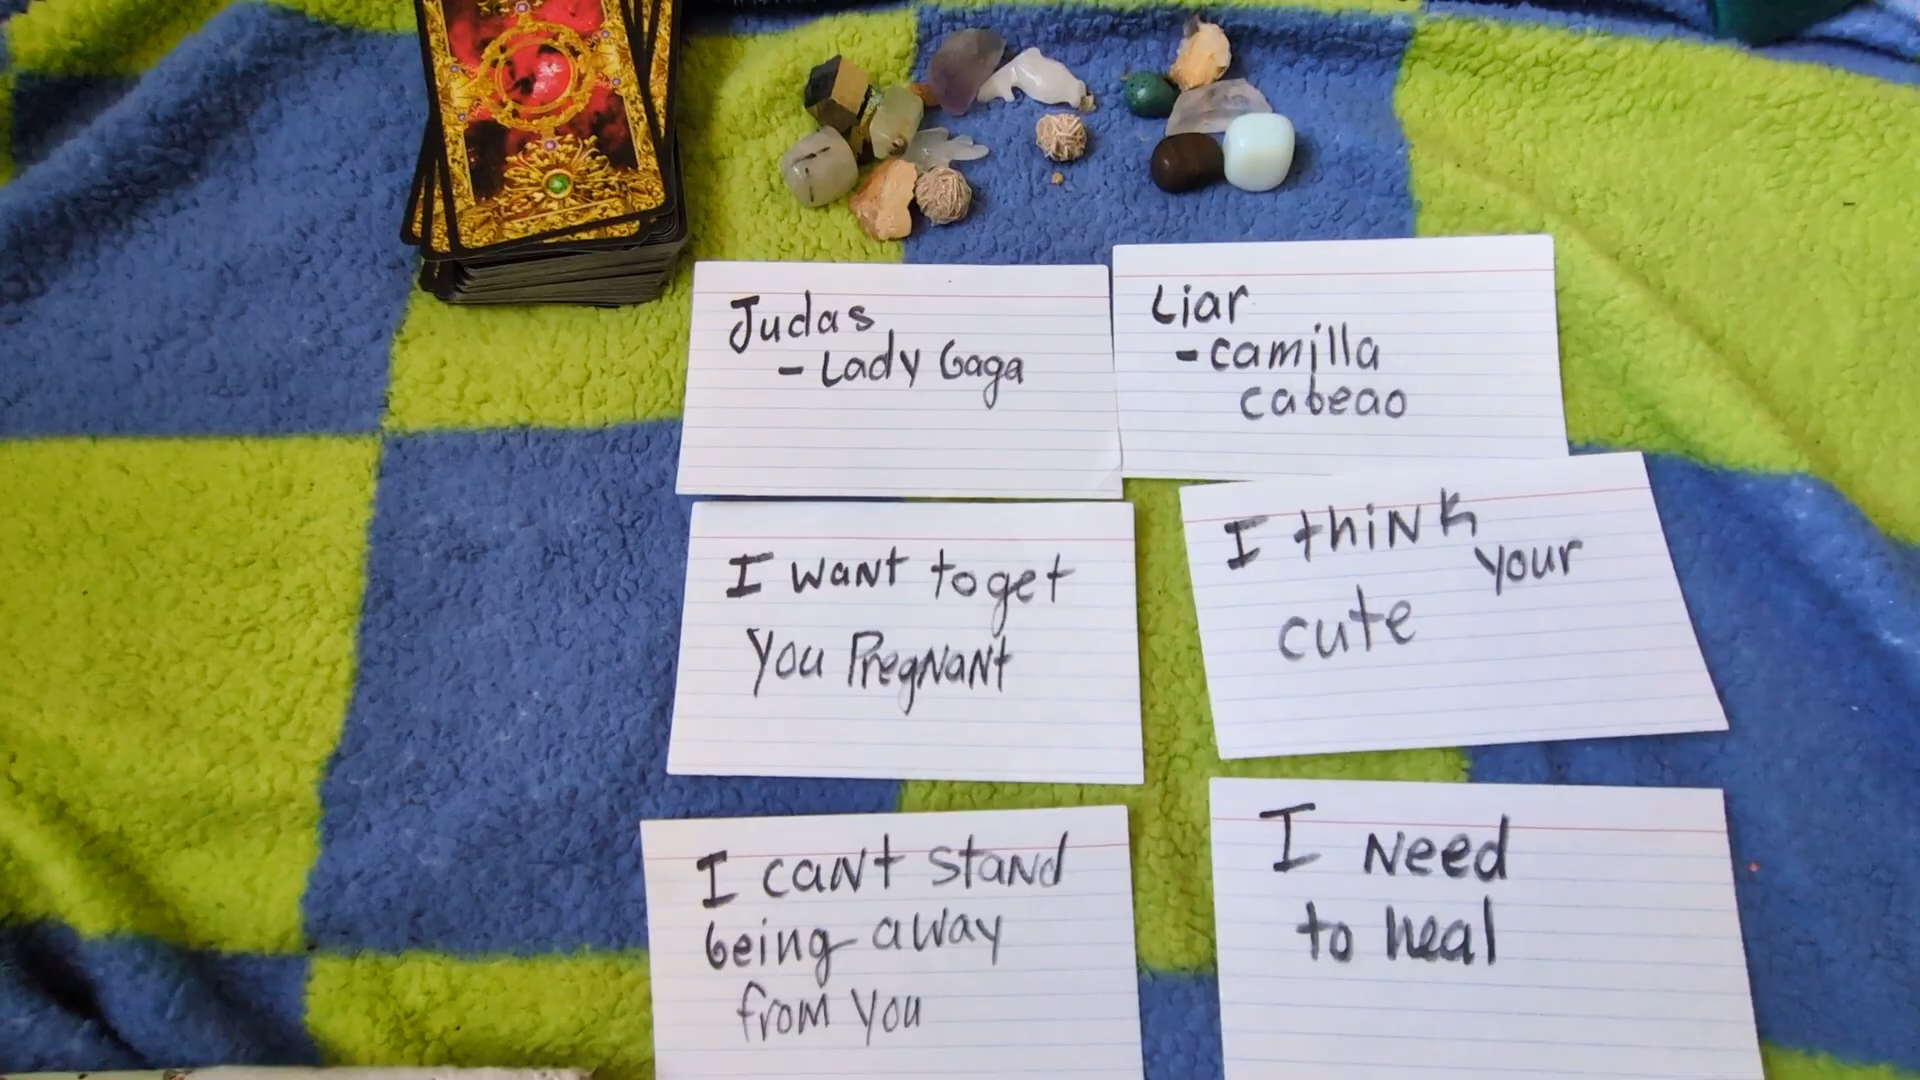 Judas
- Lady Gaga
Liar
- camilla
cabeao
I want to get
you Pregnant
I think
your
cute
I can't stand
being away
from you
I need
to heal